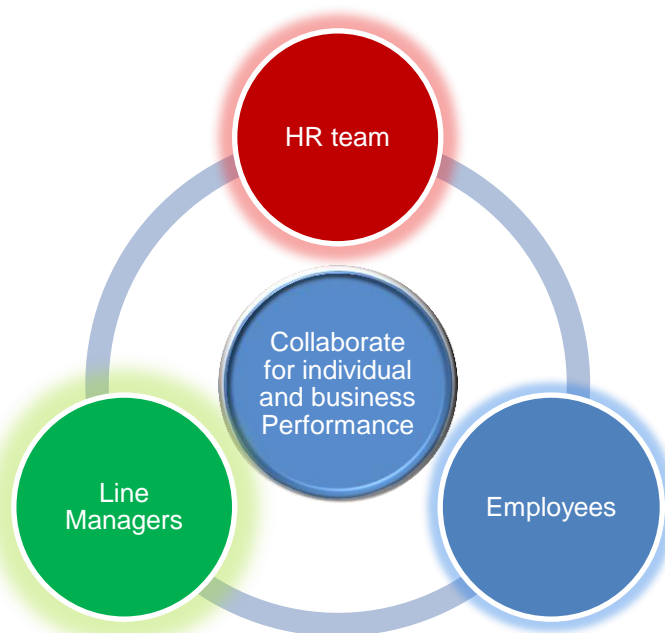 HR team
Collaborate
for individual
and business
Performance
Line
Managers
Employees